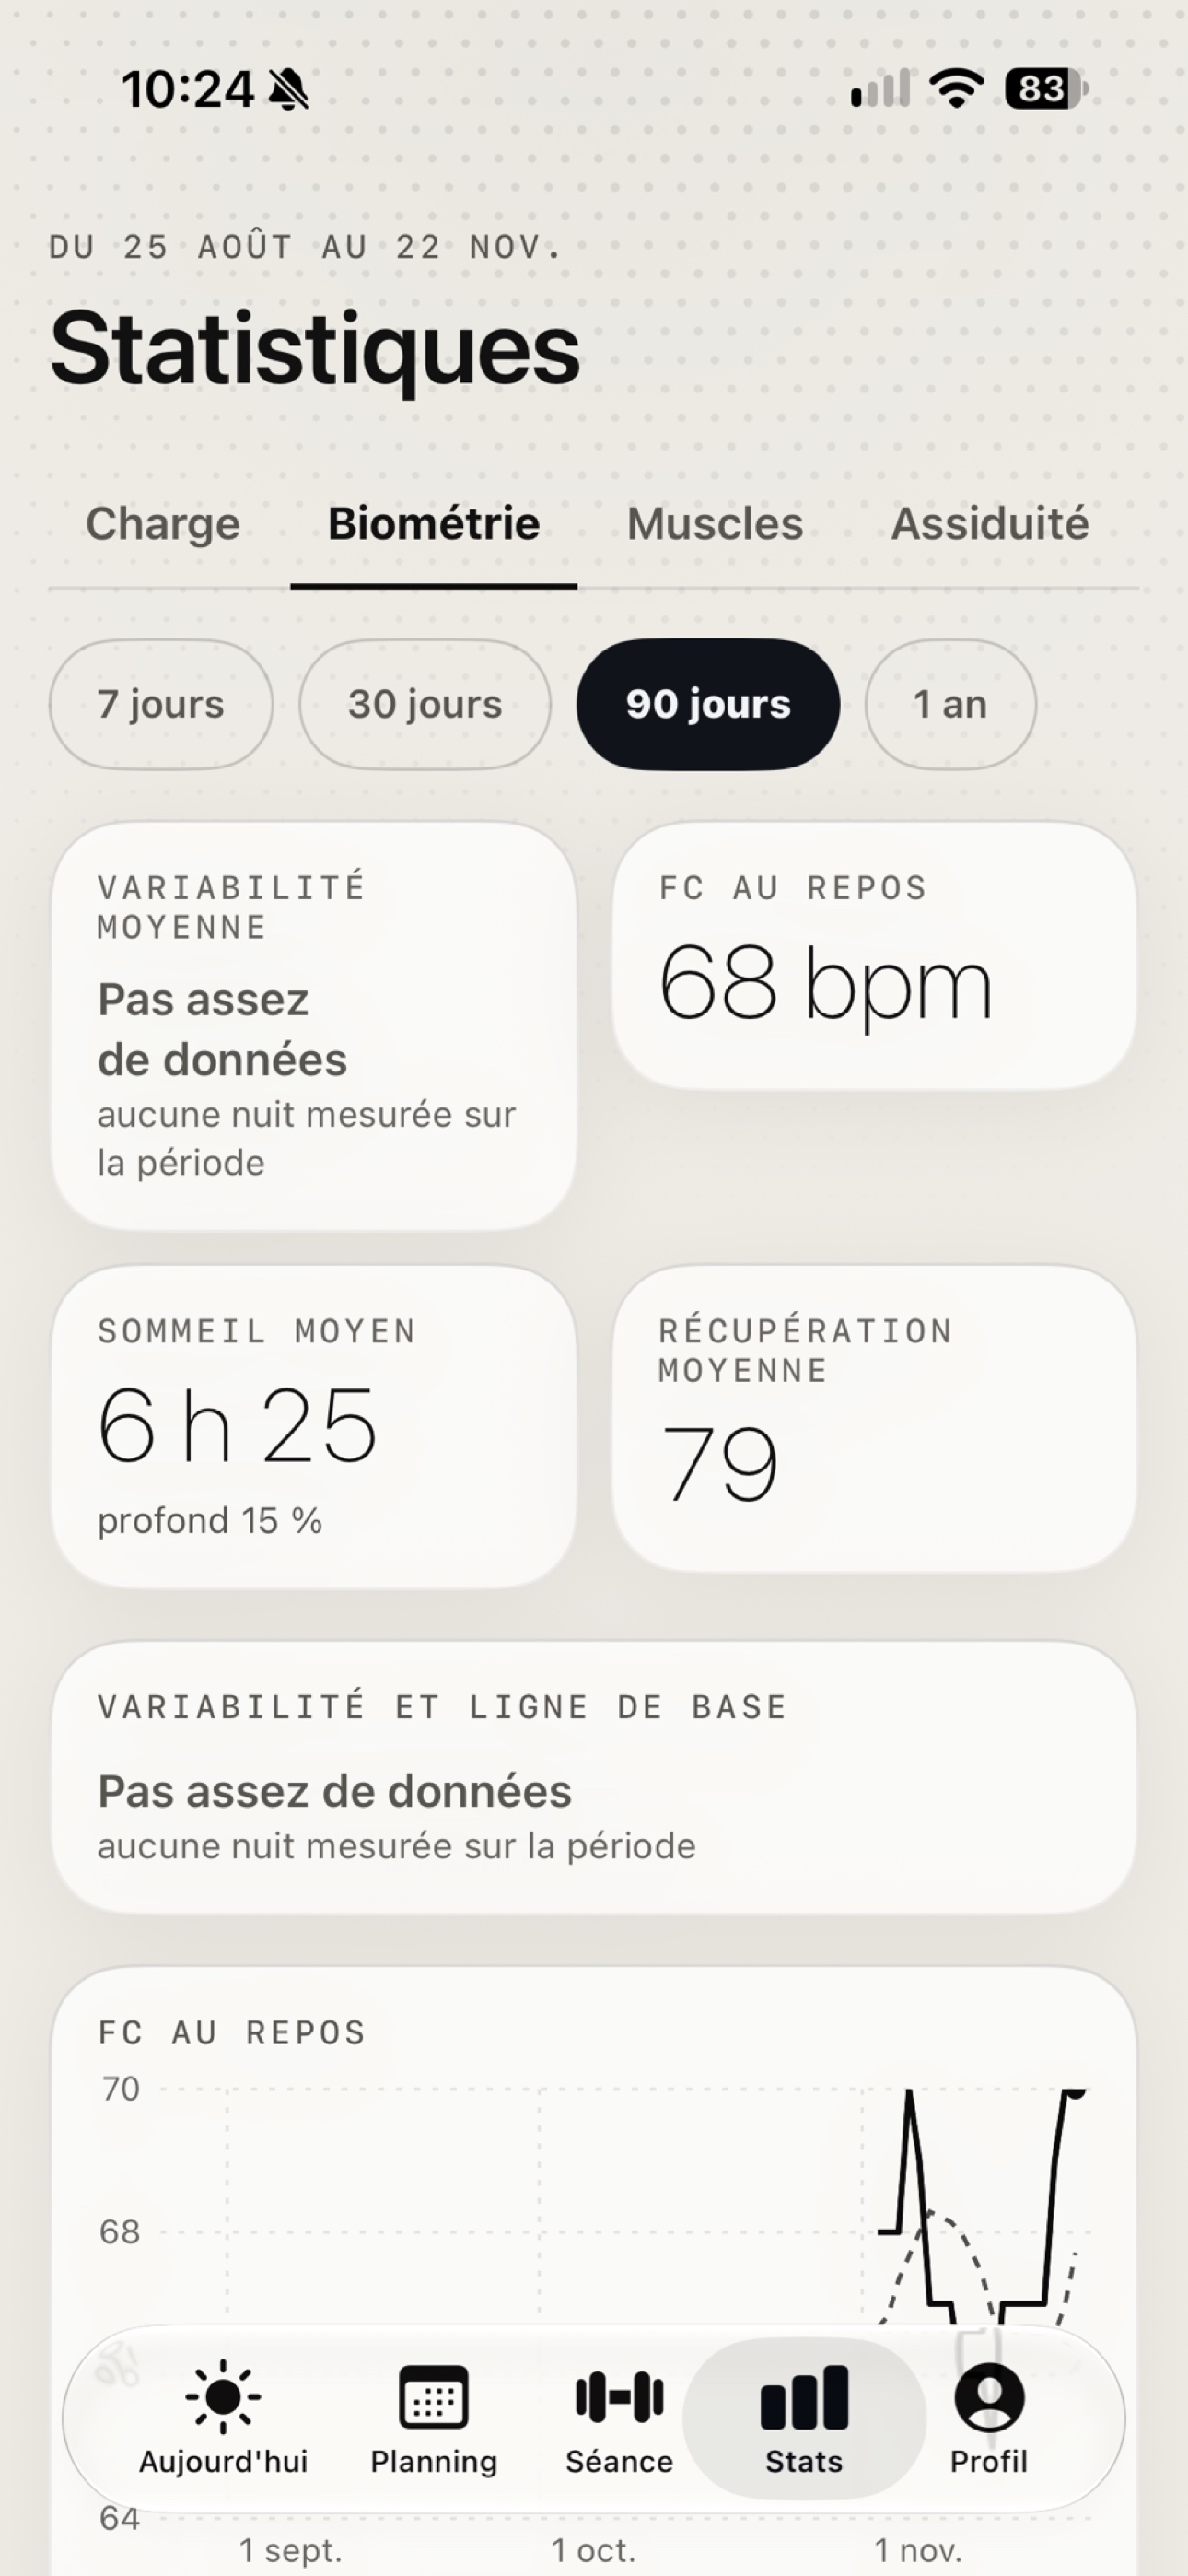 10:24
83
DU 25 AOÛT AU 22 NOV.
Statistiques
Charge Biométrie Muscles Assiduité
7 jours 30 jours 90 jours 1 an
VARIABILITÉ
MOYENNE
Pas assez
de données
aucune nuit mesurée sur
la période
FC AU REPOS
68 bpm
SOMMEIL MOYEN
6 h 25
profond 15 %
RÉCUPÉRATION
MOYENNE
79
VARIABILITÉ ET LIGNE DE BASE
Pas assez de données
aucune nuit mesurée sur la période
FC AU REPOS
70
68
Aujourd'hui Planning Séance Stats Profil
64
1 sept. 1 oct. 1 nov.